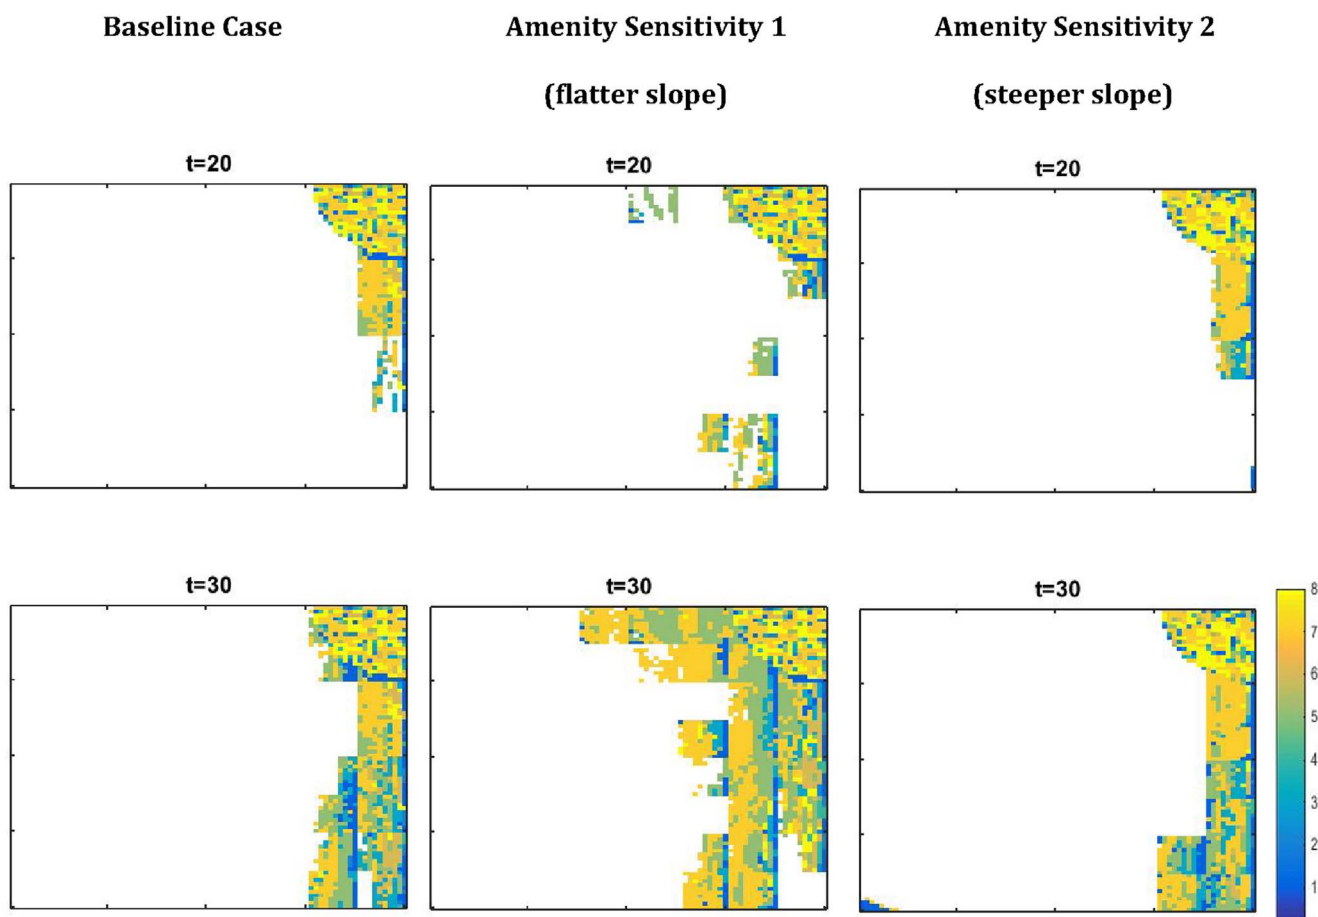 Baseline Case
Amenity Sensitivity 1
(flatter slope)
Amenity Sensitivity 2
(steeper slope)
t=20
t=20
t=20
t=30
t=30
t=30
8
7
6
5
4
3
2
1